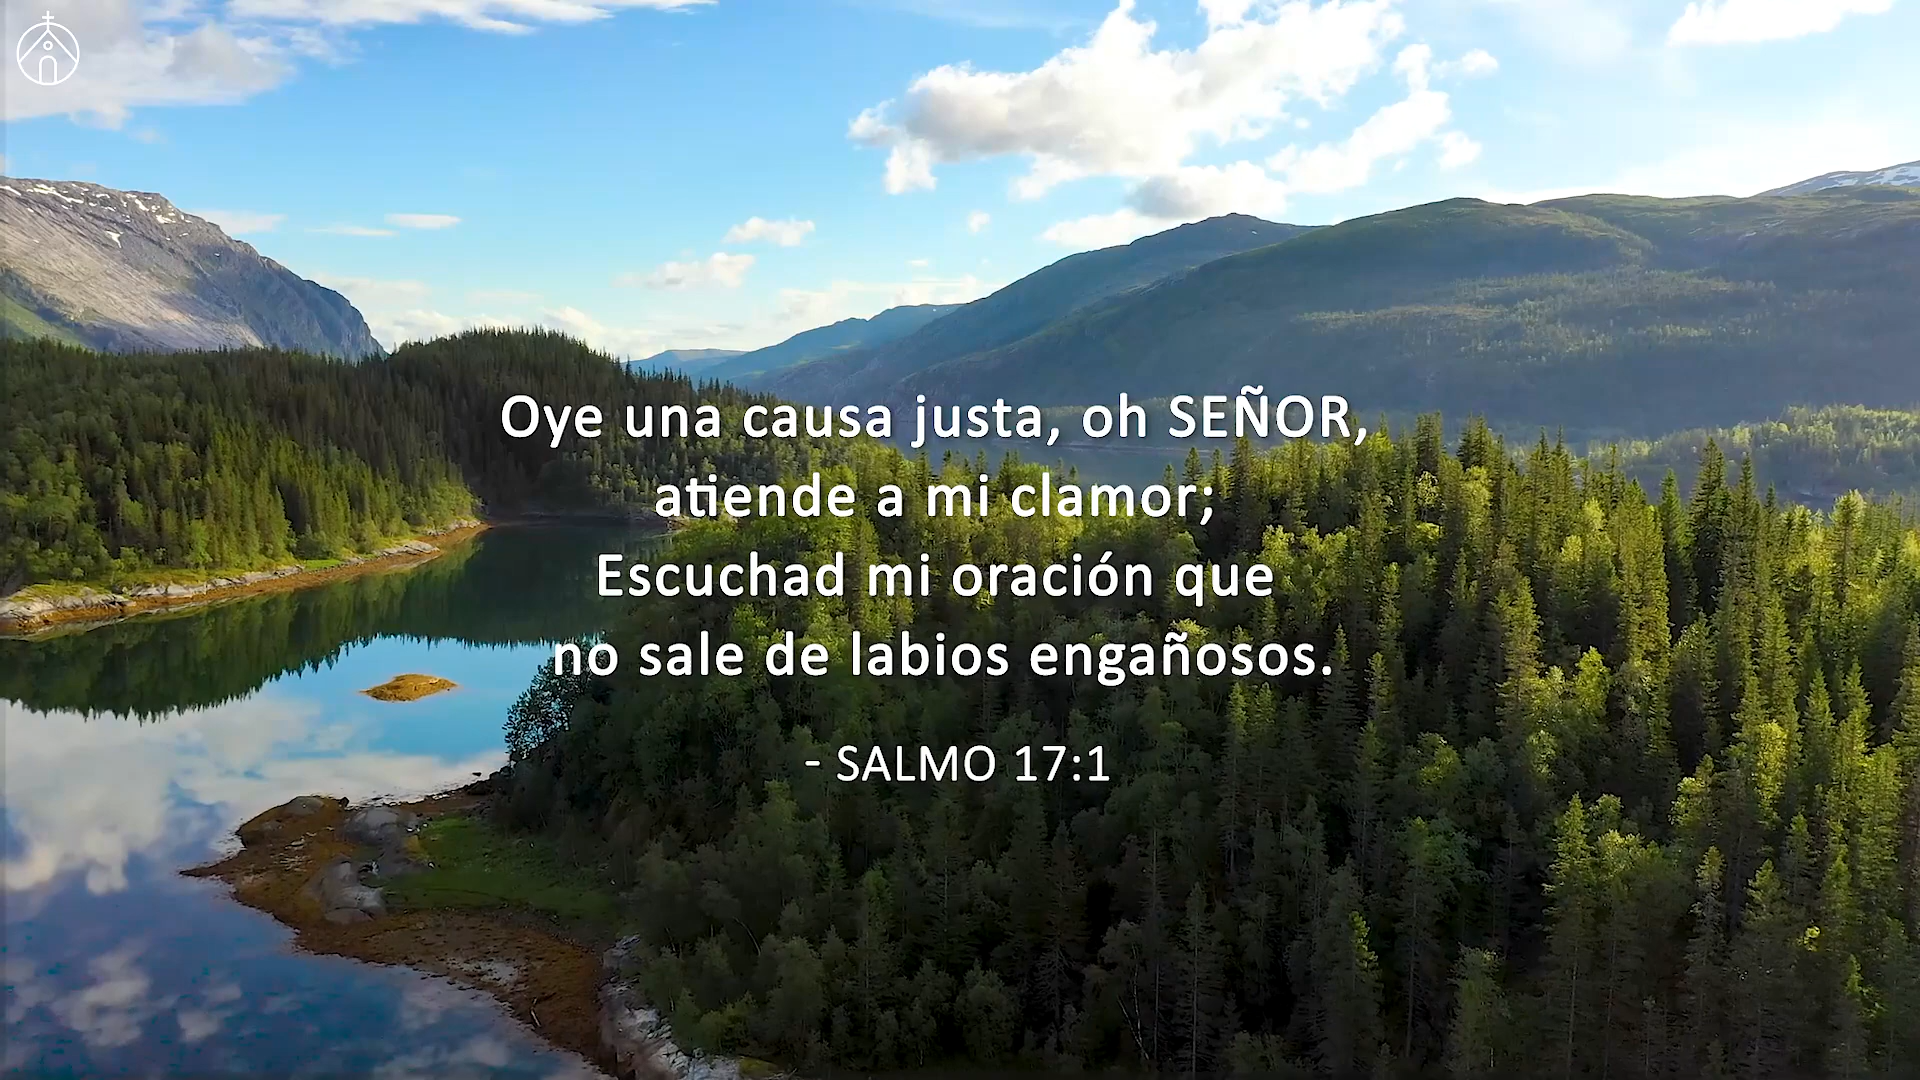 Oye una causa justa, oh SEÑOR,
atiende a mi clamor;
Escuchad mi oración que
no sale de labios engañosos.
- SALMO 17:1